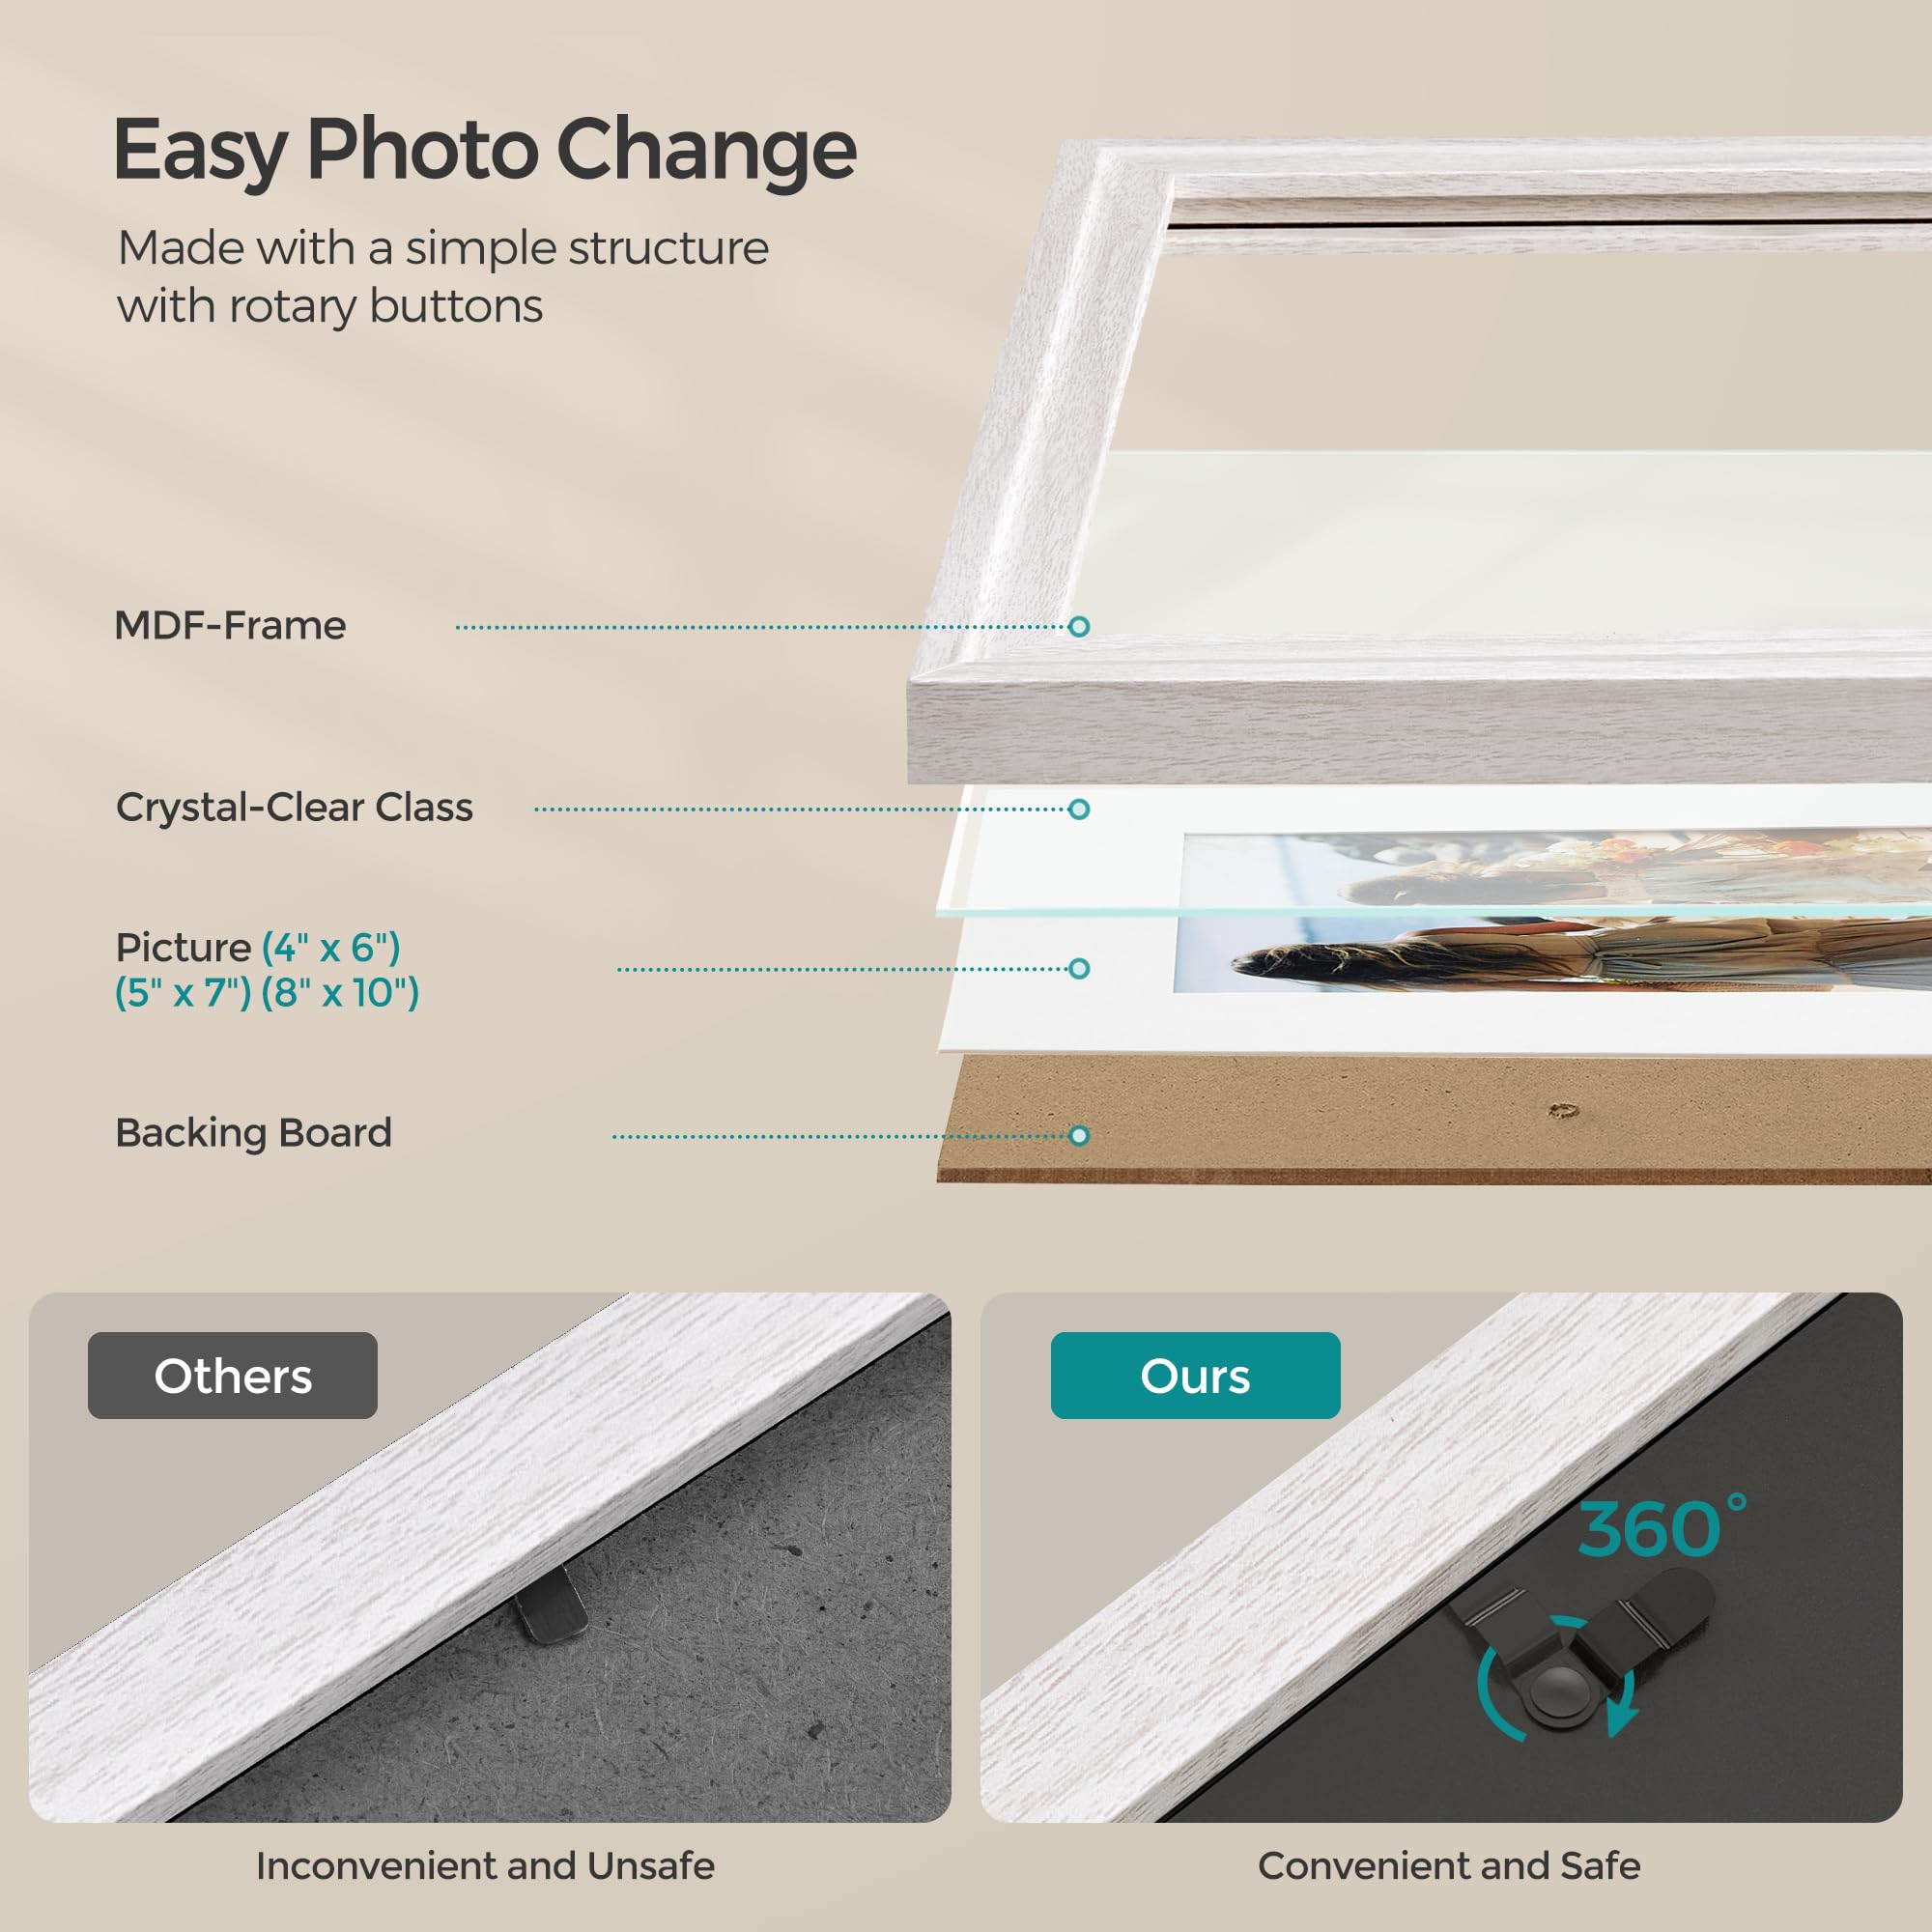 Easy Photo Change
Made with a simple structure
with rotary buttons
MDF-Frame
Crystal-Clear Class
Picture (4" x 6")
(5" x 7") (8" x 10")
Backing Board
Others
Ours
360°
Inconvenient and Unsafe
Convenient and Safe